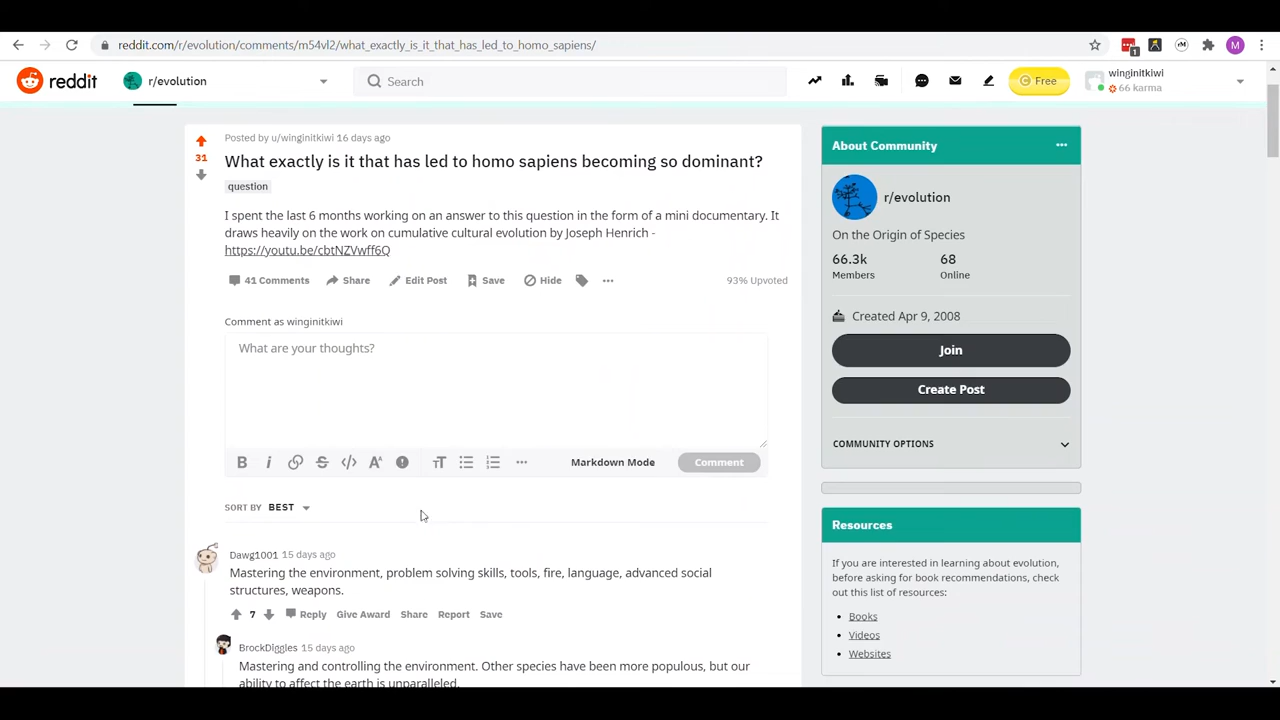 reddit.com/r/evolution/comments/m54vl2/what_exactly_is_it_that_has_led_to_homo_sapiens/
1
rM
M
reddit
r/evolution
Search
C Free
winginitkiwi
66 karma
Posted by u/winginitkiwi 16 days ago
31
What exactly is it that has led to homo sapiens becoming so dominant?
question
I spent the last 6 months working on an answer to this question in the form of a mini documentary. It
draws heavily on the work on cumulative cultural evolution by Joseph Henrich -
https://youtu.be/cbtNZVwff6Q
41 Comments
Share
Edit Post
Save
Hide
93% Upvoted
Comment as winginitkiwi
What are your thoughts?
Markdown Mode
Comment
SORT BY BEST
Dawg1001 15 days ago
Mastering the environment, problem solving skills, tools, fire, language, advanced social
structures, weapons.
7 Reply Give Award Share Report Save
BrockDiggles 15 days ago
Mastering and controlling the environment. Other species have been more populous, but our
ability to affect the earth is unparalleled.
About Community
r/evolution
On the Origin of Species
66.3k 68
Members Online
Created Apr 9, 2008
Join
Create Post
COMMUNITY OPTIONS
Resources
If you are interested in learning about evolution,
before asking for book recommendations, check
out this list of resources:
• Books
• Videos
• Websites